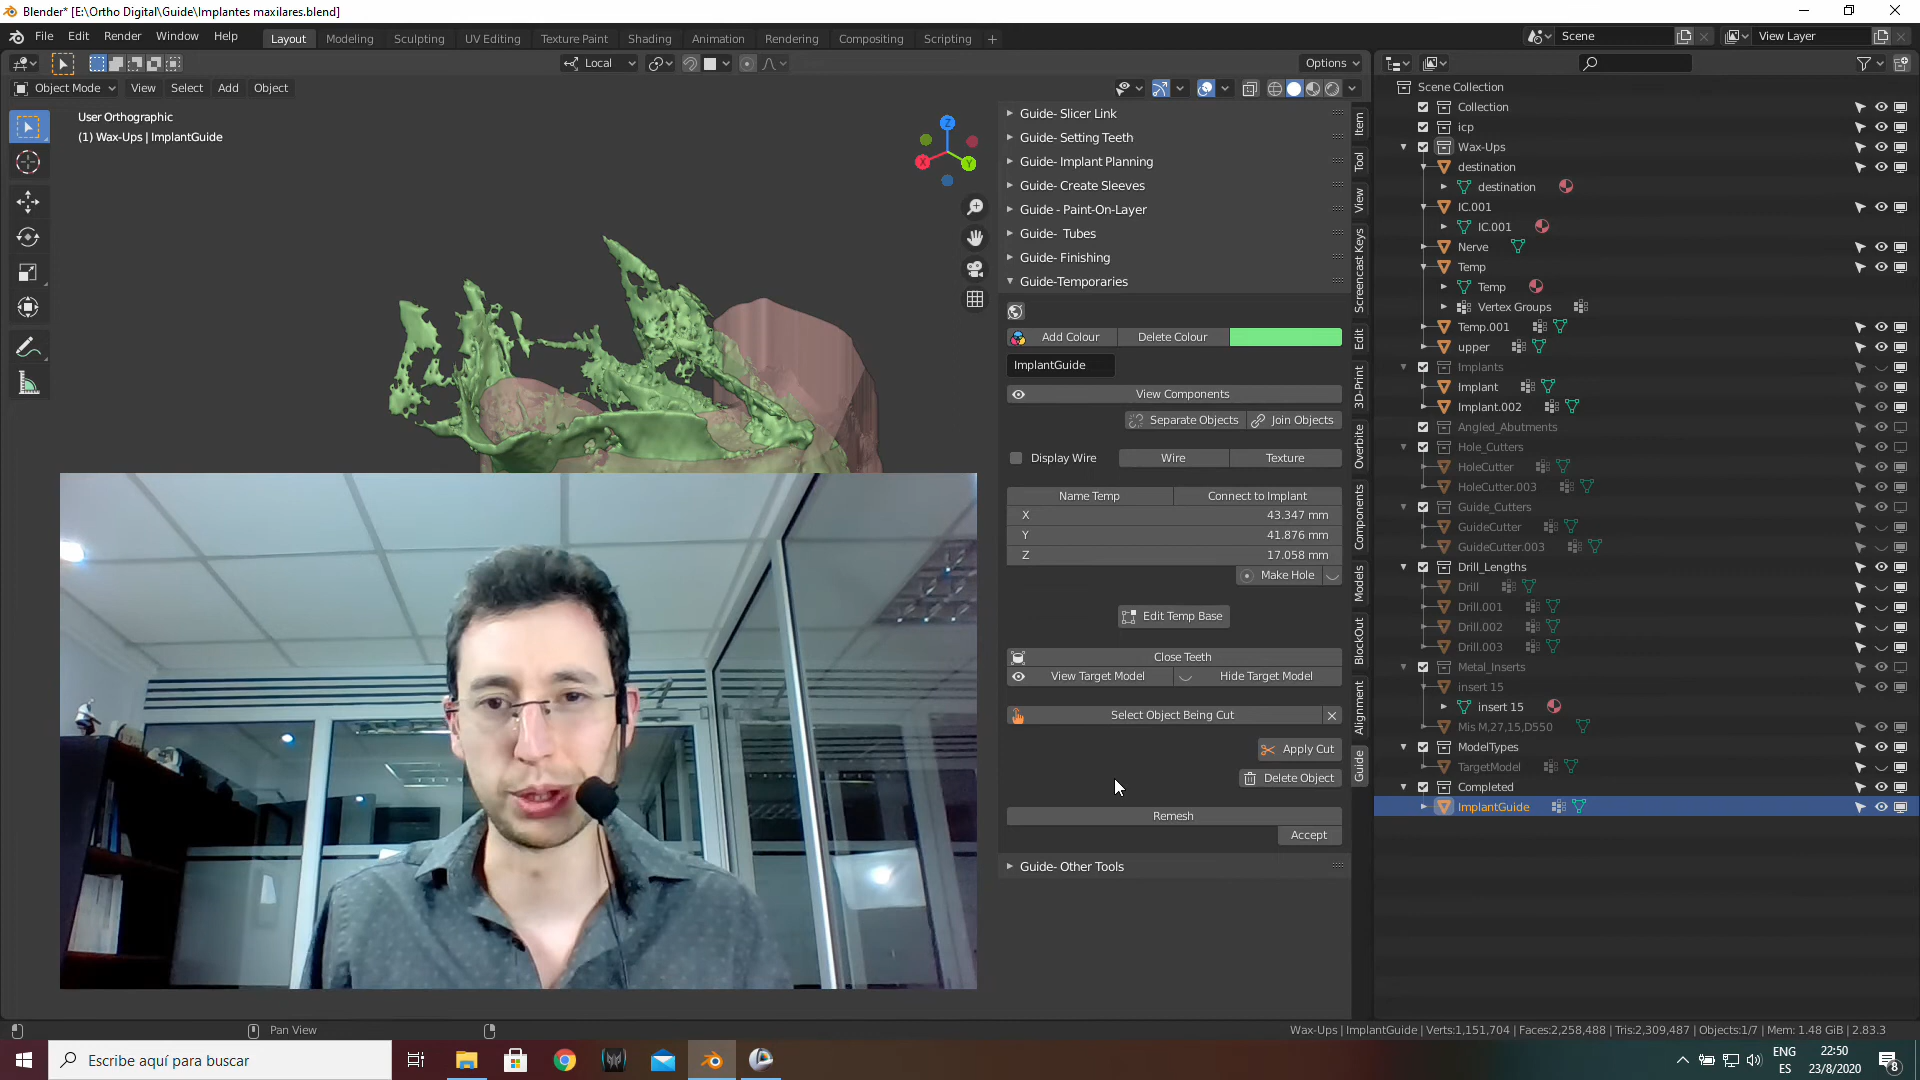 Blender* [E:\Ortho Digital\Guide\Implantes maxilares.blend]
File Edit Render Window Help
Layout Modeling Sculpting UV Editing Texture Paint Shading Animation Rendering Compositing Scripting +
Scene
View Layer
Local
Options
Object Mode View Select Add Object
User Orthographic
(1) Wax-Ups | ImplantGuide
Z
X
Y
Guide- Slicer Link
Guide- Setting Teeth
Guide- Implant Planning
Guide- Create Sleeves
Guide - Paint-On-Layer
Guide- Tubes
Guide- Finishing
Guide-Temporaries
Add Colour Delete Colour
ImplantGuide
View Components
Separate Objects Join Objects
Display Wire Wire Texture
Name Temp Connect to Implant
X 43.347 mm
Y 41.876 mm
Z 17.058 mm
Make Hole
Edit Temp Base
Close Teeth
View Target Model Hide Target Model
Select Object Being Cut
Apply Cut
Delete Object
Remesh
Accept
Guide- Other Tools
Item
Tool
View
Screencast Keys
Edit
3D-Print
Overbite
Components
Models
BlockOut
Alignment
Guide
Scene Collection
Collection
icp
Wax-Ups
destination
destination
IC.001
IC.001
Nerve
Temp
Temp
Vertex Groups
Temp.001
upper
Implants
Implant
Implant.002
Angled_Abutments
Hole_Cutters
HoleCutter
HoleCutter.003
Guide_Cutters
GuideCutter
GuideCutter.003
Drill_Lengths
Drill
Drill.001
Drill.002
Drill.003
Metal_Inserts
insert 15
insert 15
Mis M,27,15,D550
ModelTypes
TargetModel
Completed
ImplantGuide
Pan View
Wax-Ups | ImplantGuide | Verts:1,151,704 | Faces:2,258,488 | Tris:2,309,487 | Objects:1/7 | Mem: 1.48 GiB | 2.83.3
Escribe aquí para buscar
ENG
ES
22:50
23/8/2020
8